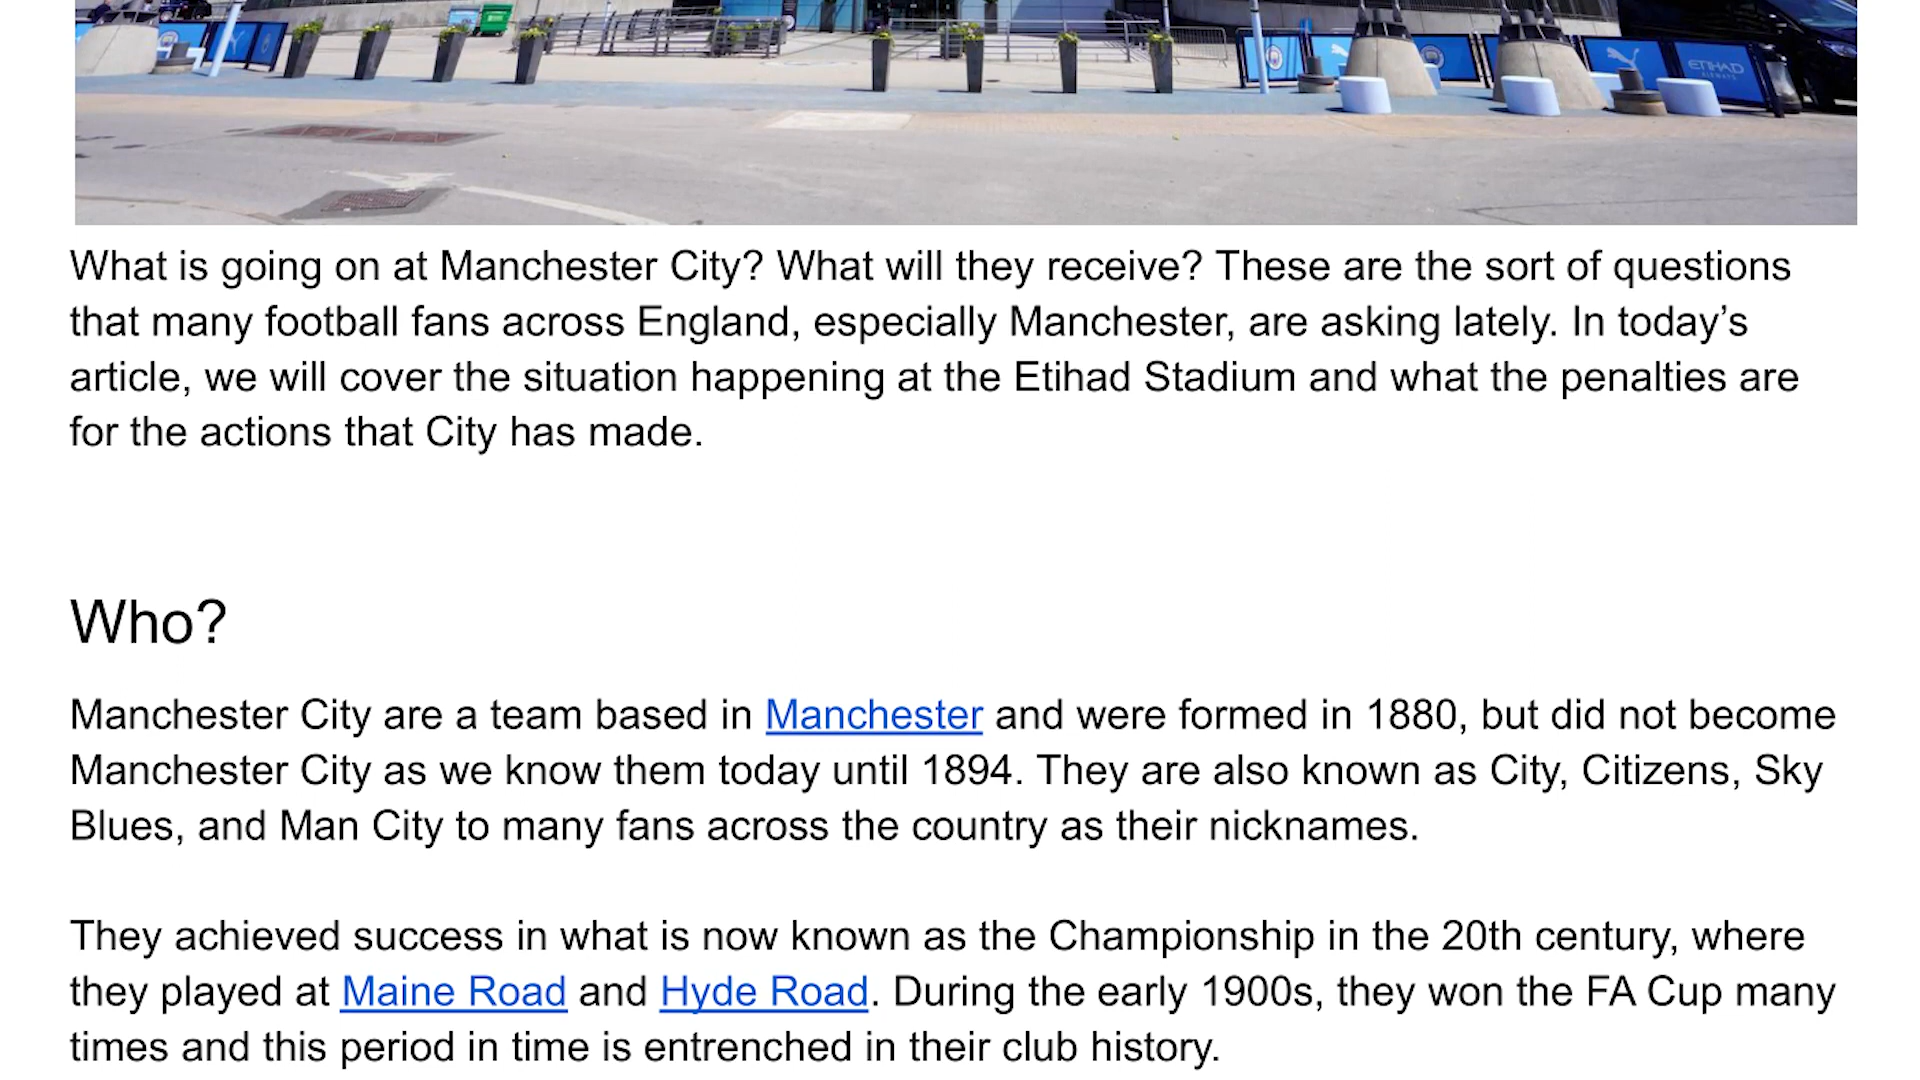 ETIHAD
AIRWAYS
What is going on at Manchester City? What will they receive? These are the sort of questions
that many football fans across England, especially Manchester, are asking lately. In today’s
article, we will cover the situation happening at the Etihad Stadium and what the penalties are
for the actions that City has made.
Who?
Manchester City are a team based in Manchester and were formed in 1880, but did not become
Manchester City as we know them today until 1894. They are also known as City, Citizens, Sky
Blues, and Man City to many fans across the country as their nicknames.
They achieved success in what is now known as the Championship in the 20th century, where
they played at Maine Road and Hyde Road. During the early 1900s, they won the FA Cup many
times and this period in time is entrenched in their club history.